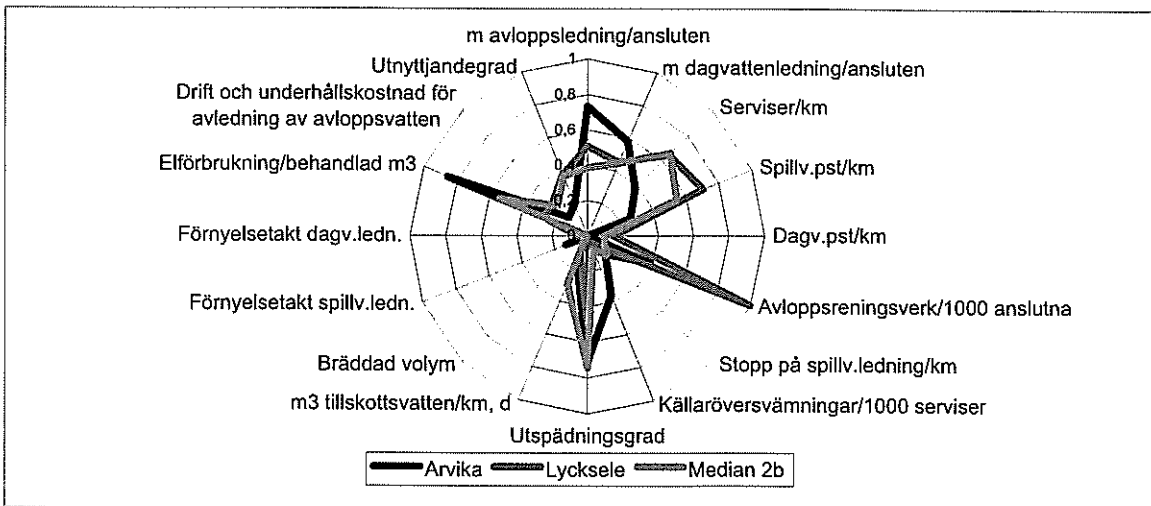 m avloppsledning/ansluten
Utnyttjandegrad
1
m dagvattenledning/ansluten
Drift och underhållskostnad för
avledning av avloppsvatten
0,8
Serviser/km
0,6
Elförbrukning/behandlad m3
0,4
Spillv.pst/km
0,2
Förnyelsetakt dagv.ledn.
0
Dagv.pst/km
Förnyelsetakt spillv.ledn.
Avloppsreningsverk/1000 anslutna
Bräddad volym
Stopp på spillv.ledning/km
m3 tillskottsvatten/km, d
Källaröversvämningar/1000 serviser
Utspädningsgrad
Arvika Lycksele Median 2b